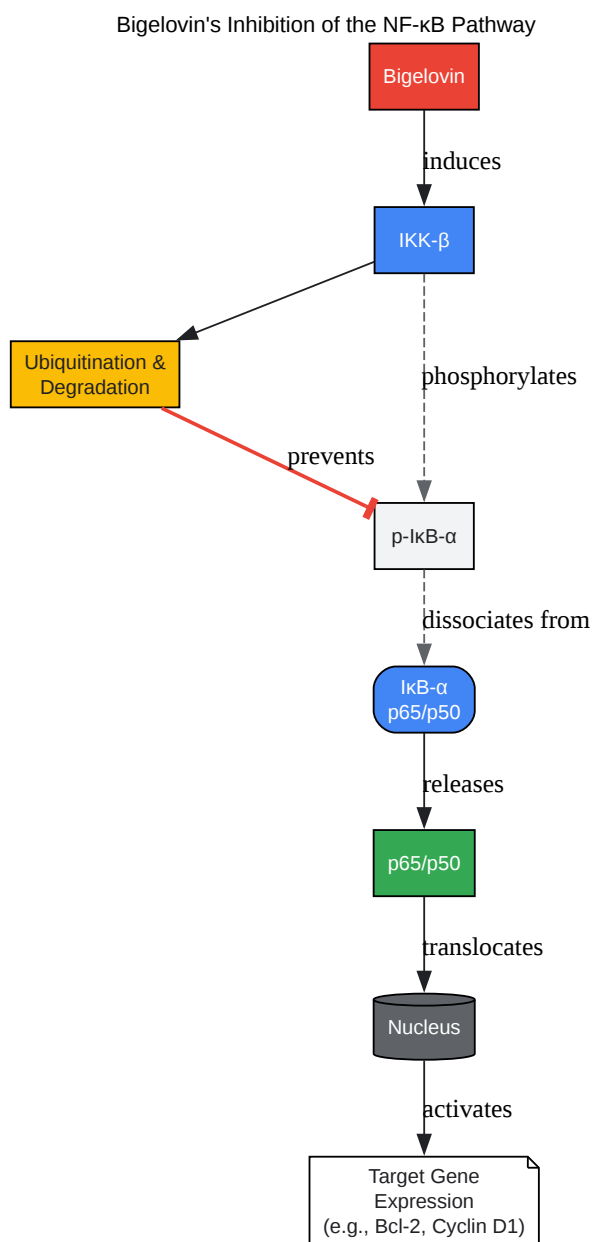 Bigelovin's Inhibition of the NF-κB Pathway
Bigelovin
induces
IKK-β
Ubiquitination &
Degradation
phosphorylates
prevents
p-IκB-α
dissociates from
IκB-α
p65/p50
releases
p65/p50
translocates
Nucleus
activates
Target Gene
Expression
(e.g., Bcl-2, Cyclin D1)